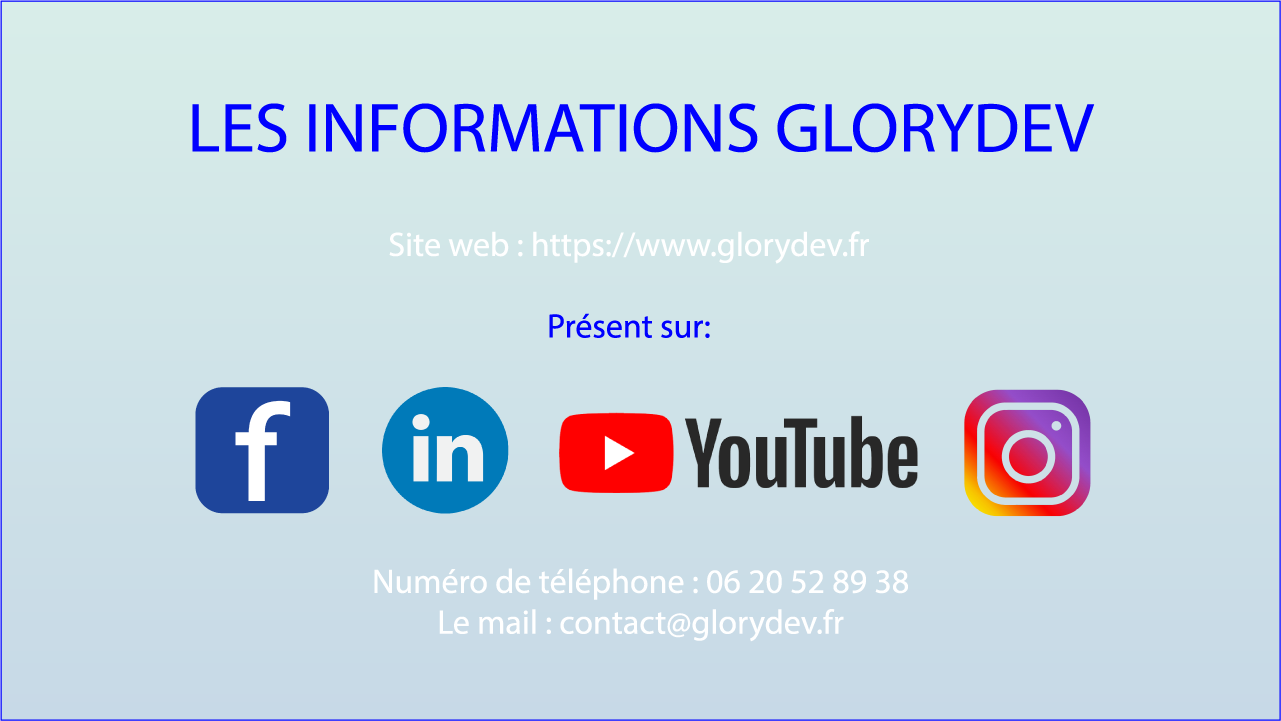 LES INFORMATIONS GLORYDEV
Site web : https://www.glorydev.fr
Présent sur:
f in YouTube
Numéro de téléphone : 06 20 52 89 38
Le mail : contact@glorydev.fr